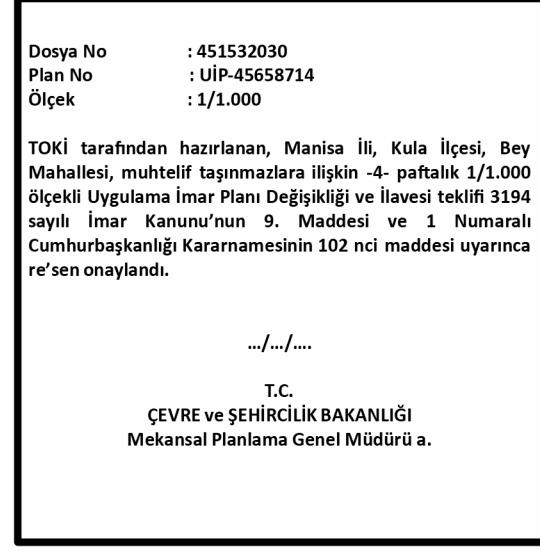 Dosya No : 451532030
Plan No : UİP-45658714
Ölçek : 1/1.000
TOKİ tarafından hazırlanan, Manisa İli, Kula İlçesi, Bey
Mahallesi, muhtelif taşınmazlara ilişkin -4- paftalık 1/1.000
ölçekli Uygulama İmar Planı Değişikliği ve İlavesi teklifi 3194
sayılı İmar Kanunu’nun 9. Maddesi ve 1 Numaralı
Cumhurbaşkanlığı Kararnamesinin 102 nci maddesi uyarınca
re’sen onaylandı.
…/…/….
T.C.
ÇEVRE ve ŞEHİRCİLİK BAKANLIĞI
Mekansal Planlama Genel Müdürü a.